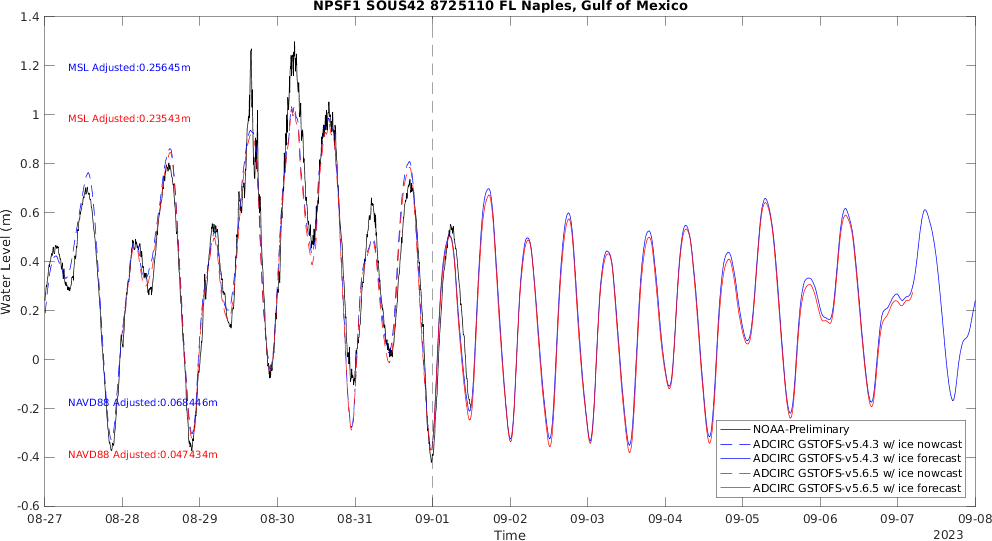 NPSF1 SOUS42 8725110 FL Naples, Gulf of Mexico
1.4
1.2
1
0.8
0.6
0.4
0.2
0
-0.2
-0.4
-0.6
Water Level (m)
MSL Adjusted:0.25645m
MSL Adjusted:0.23543m
NAVD88 Adjusted:0.068446m
NAVD88 Adjusted:0.047434m
NOAA-Preliminary
ADCIRC GSTOFS-v5.4.3 w/ ice nowcast
ADCIRC GSTOFS-v5.4.3 w/ ice forecast
ADCIRC GSTOFS-v5.6.5 w/ ice nowcast
ADCIRC GSTOFS-v5.6.5 w/ ice forecast
08-27 08-28 08-29 08-30 08-31 09-01 09-02 09-03 09-04 09-05 09-06 09-07 09-08
Time
2023